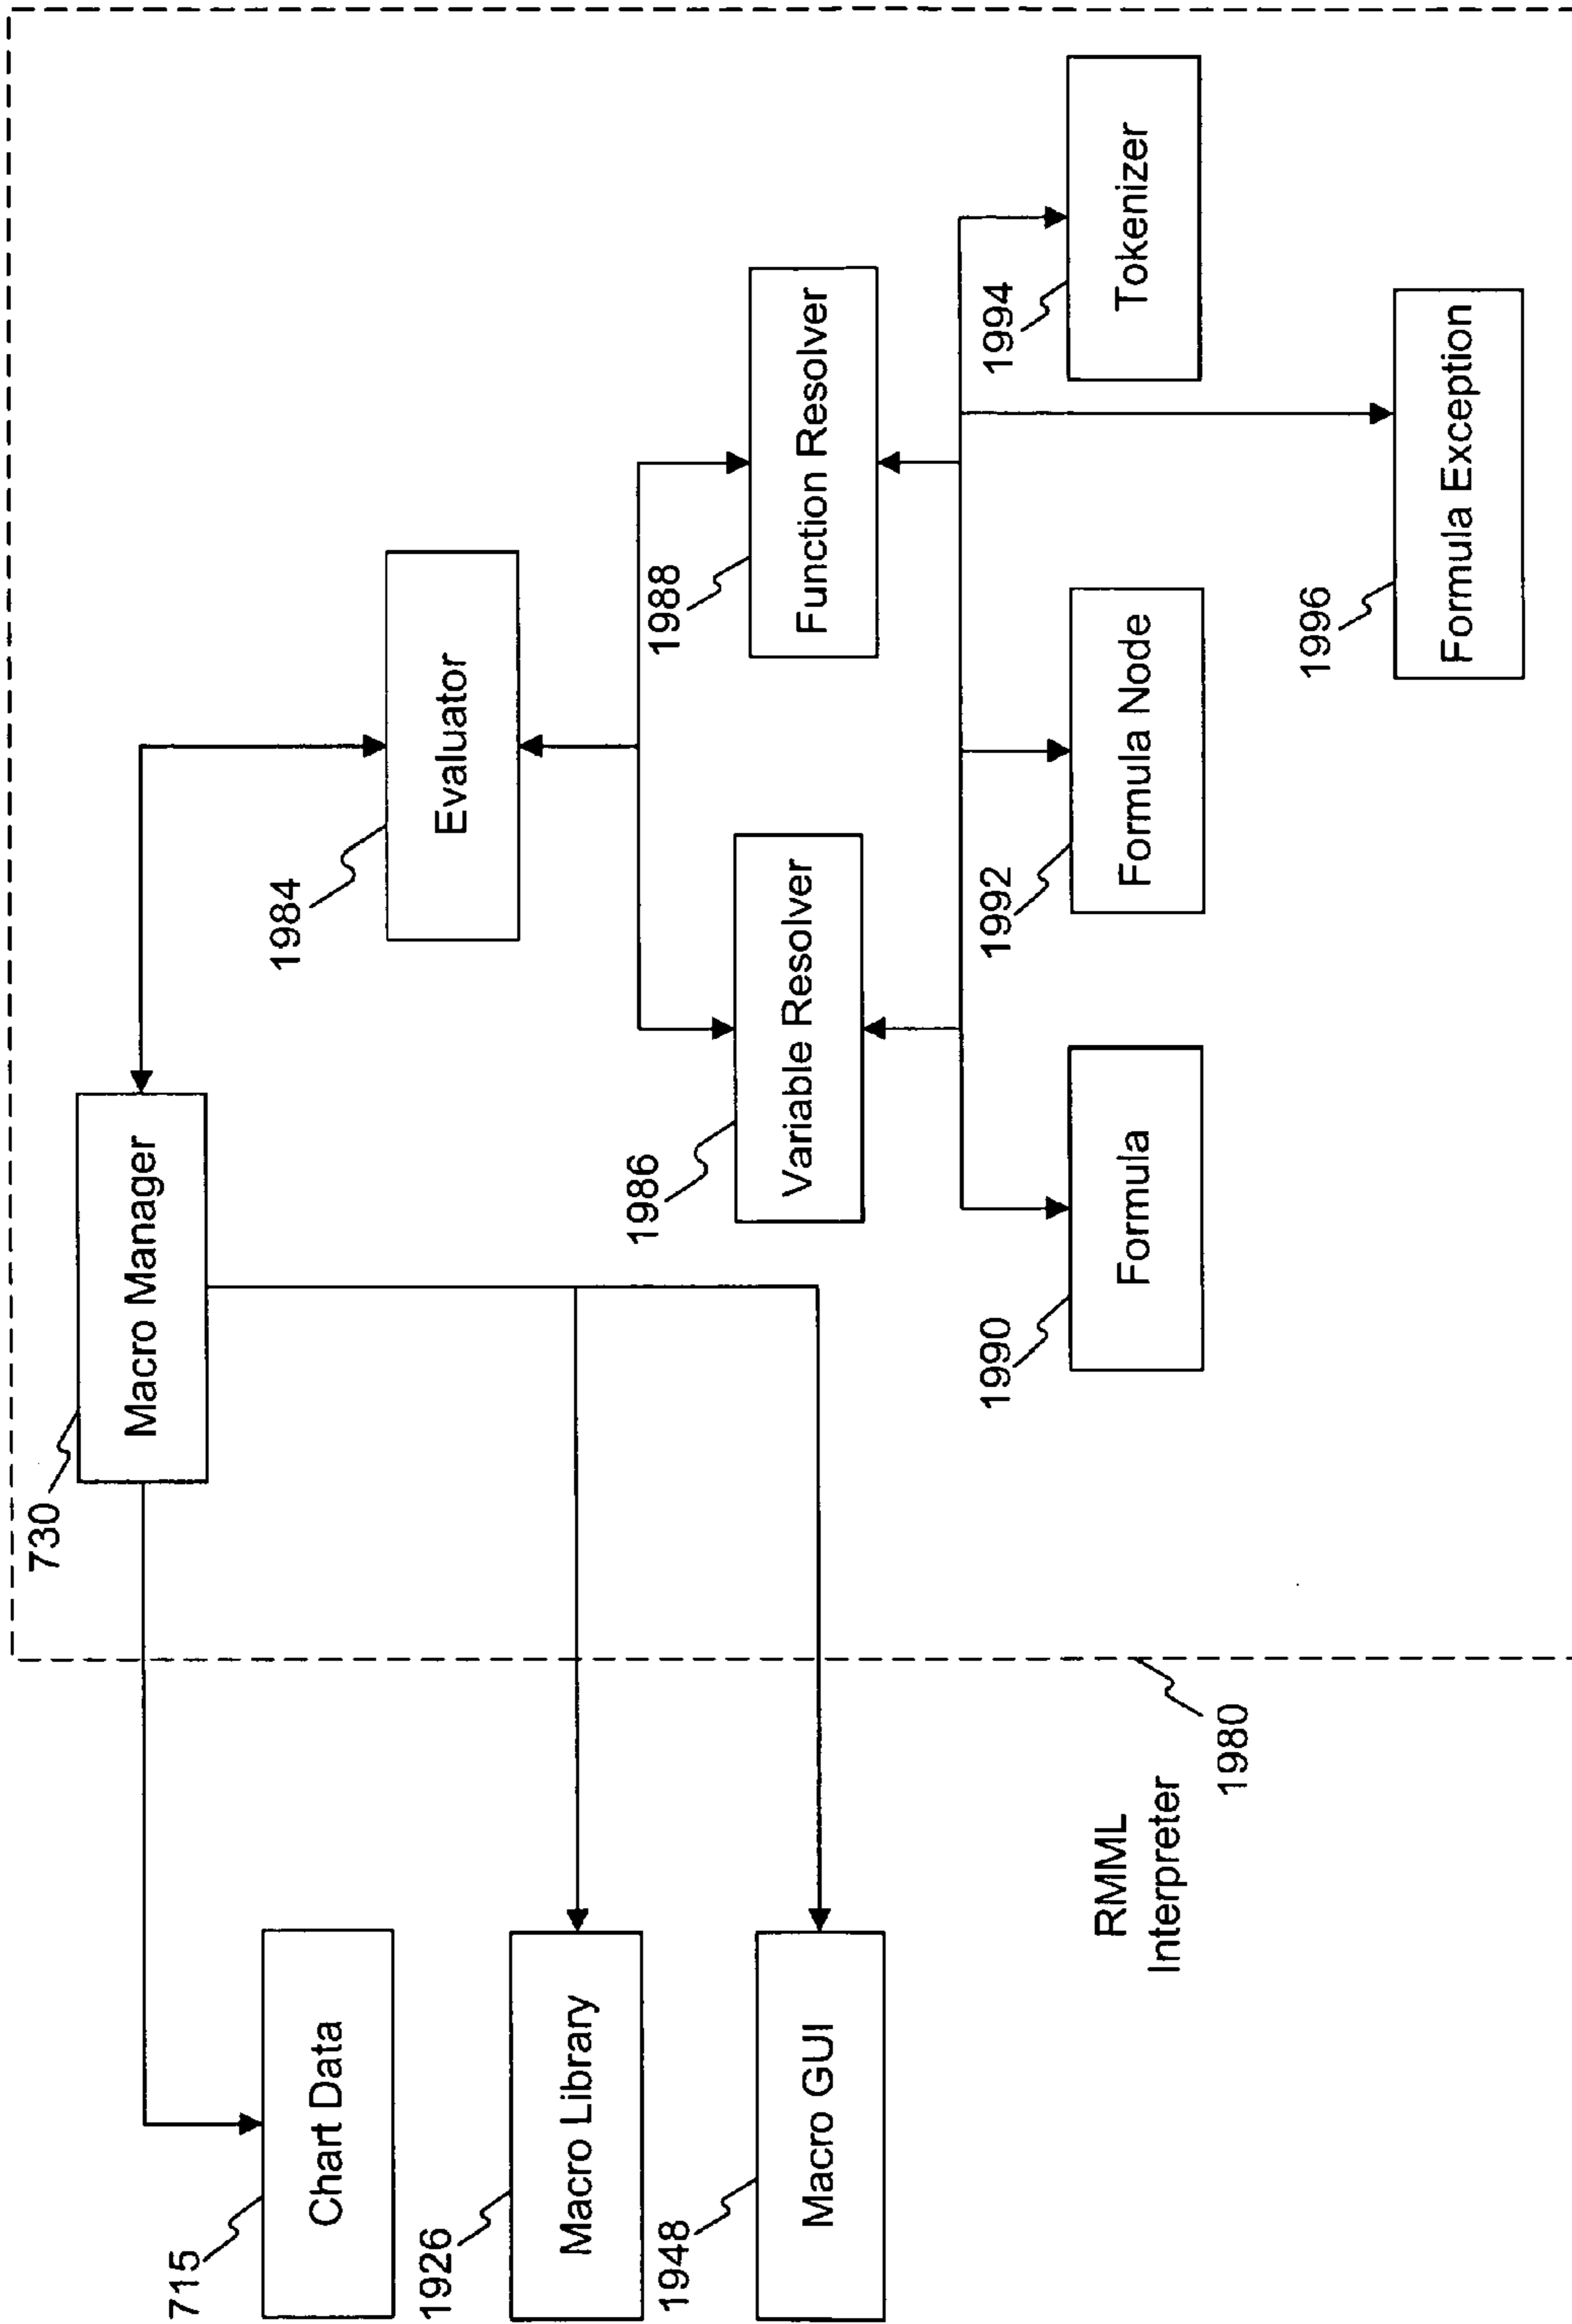 730
Macro Manager
715
Chart Data
1984
Evaluator
1926
Macro Library
1986
Variable Resolver
1988
Function Resolver
1948
Macro GUI
1990
Formula
1992
Formula Node
1994
Tokenizer
RMML
Interpreter
1980
1996
Formula Exception